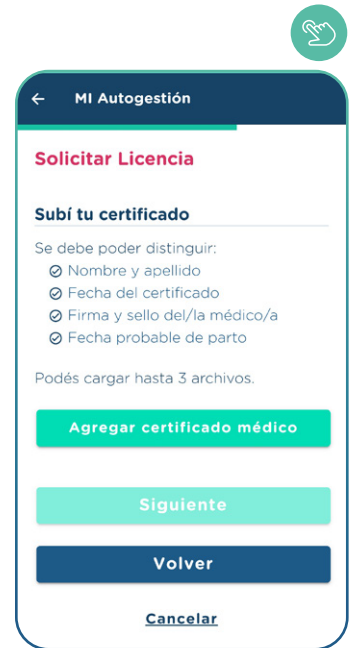 MI Autogestión
Solicitar Licencia
Subí tu certificado
Se debe poder distinguir:
Nombre y apellido
Fecha del certificado
Firma y sello del/la médico/a
Fecha probable de parto
Podés cargar hasta 3 archivos.
Agregar certificado médico
Siguiente
Volver
Cancelar